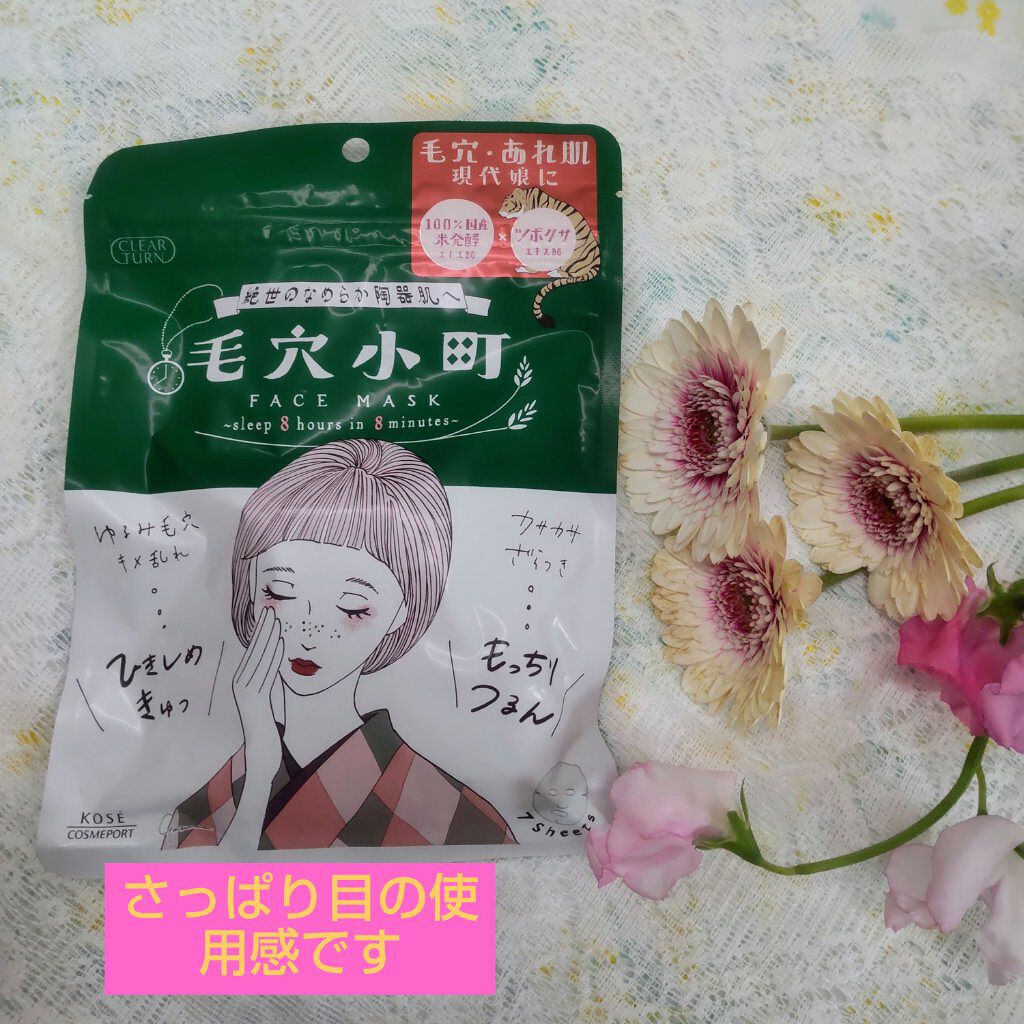 毛穴・あれ肌
現代娘に
100%国産
米発酵
エキスBG
×
ツボクサ
エキスBG
CLEAR
TURN
絶世のなめらか陶器肌へ
毛穴小町
FACE MASK
~sleep 8 hours in 8 minutes~
ゆるみ毛穴
キメ乱れ
ひきしめ
きゅっ
カサカサ
ざらつき
もっちり
つるん
7 Sheets
KOSÉ
COSMEPORT
さっぱり目の使
用感です